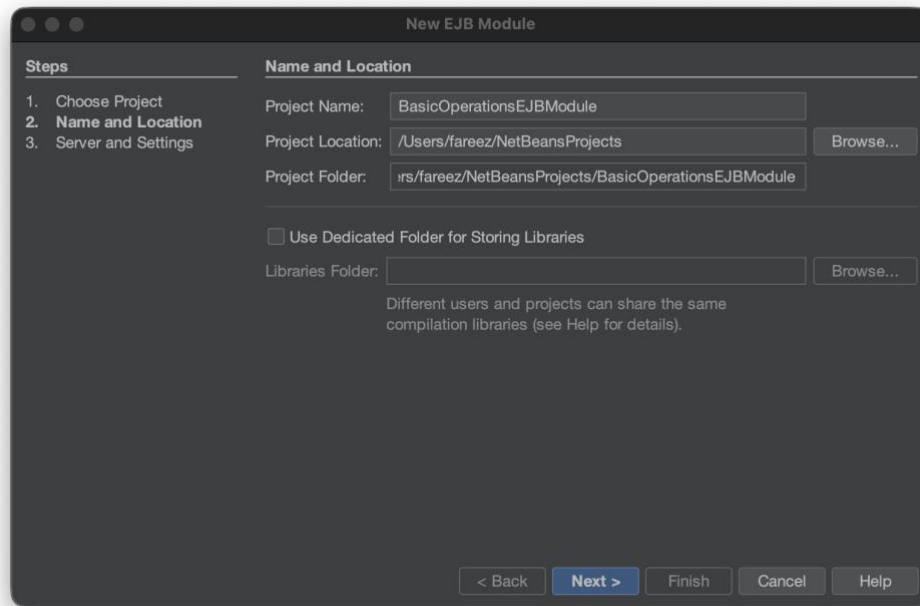 New EJB Module
Steps
1. Choose Project
2. Name and Location
3. Server and Settings
Name and Location
Project Name: BasicOperationsEJBModule
Project Location: /Users/fareez/NetBeansProjects Browse...
Project Folder: rs/fareez/NetBeansProjects/BasicOperationsEJBModule
Use Dedicated Folder for Storing Libraries
Libraries Folder: Browse...
Different users and projects can share the same
compilation libraries (see Help for details).
< Back Next > Finish Cancel Help